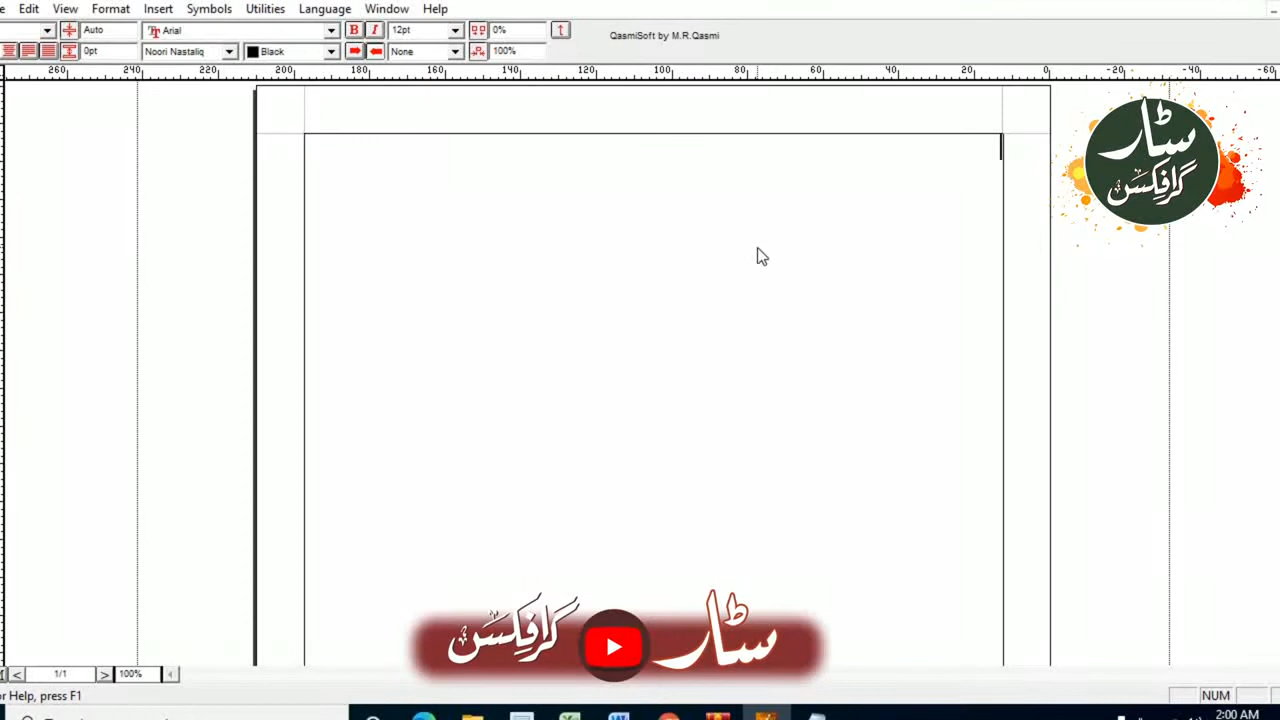 Edit View Format Insert Symbols Utilities Language Window Help
Auto Arial B I 12pt 0% t QasmiSoft by M.R.Qasmi
0pt Noori Nastaliq Black None 100%
260 240 220 200 180 160 140 120 100 80 60 40 20 0 -20 -40 -60
سٹار
گرافکسَں
گرافکسَں سٹار
< 1/1 > 100%
or Help, press F1 NUM
2:00 AM